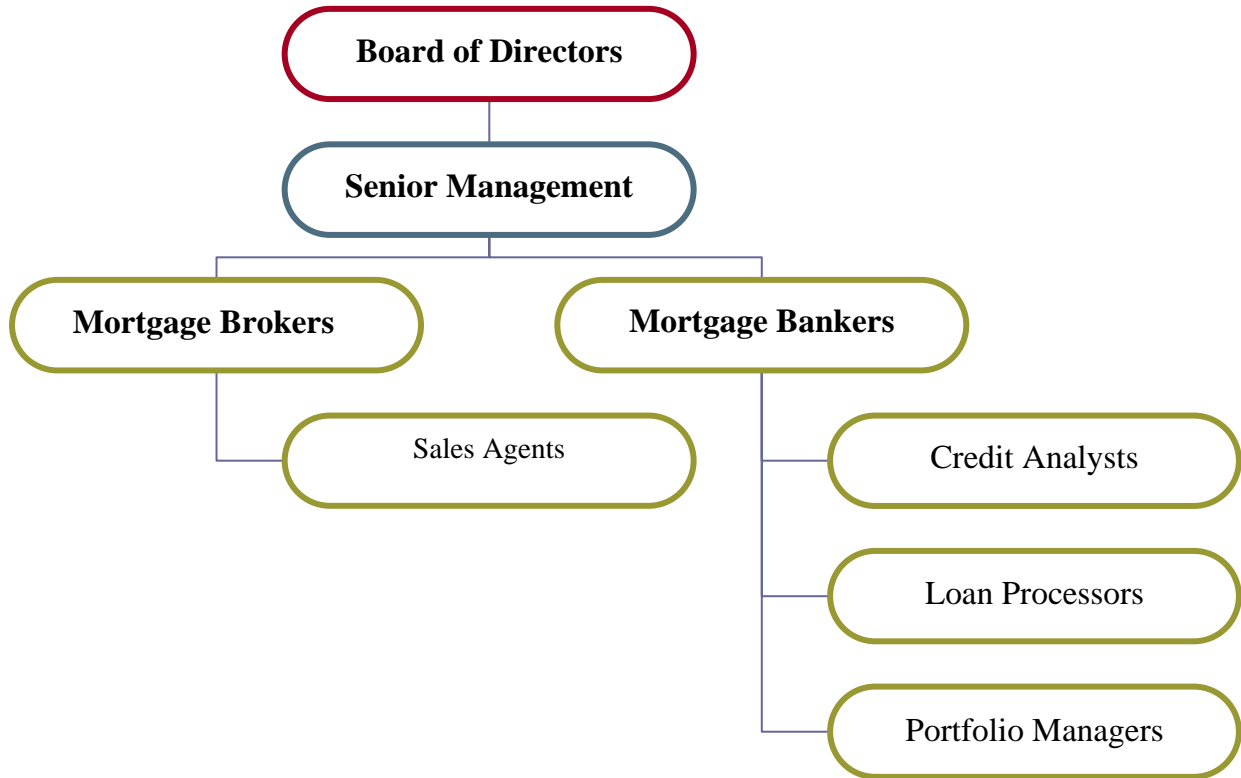 Board of Directors
Senior Management
Mortgage Brokers
Mortgage Bankers
Sales Agents
Credit Analysts
Loan Processors
Portfolio Managers